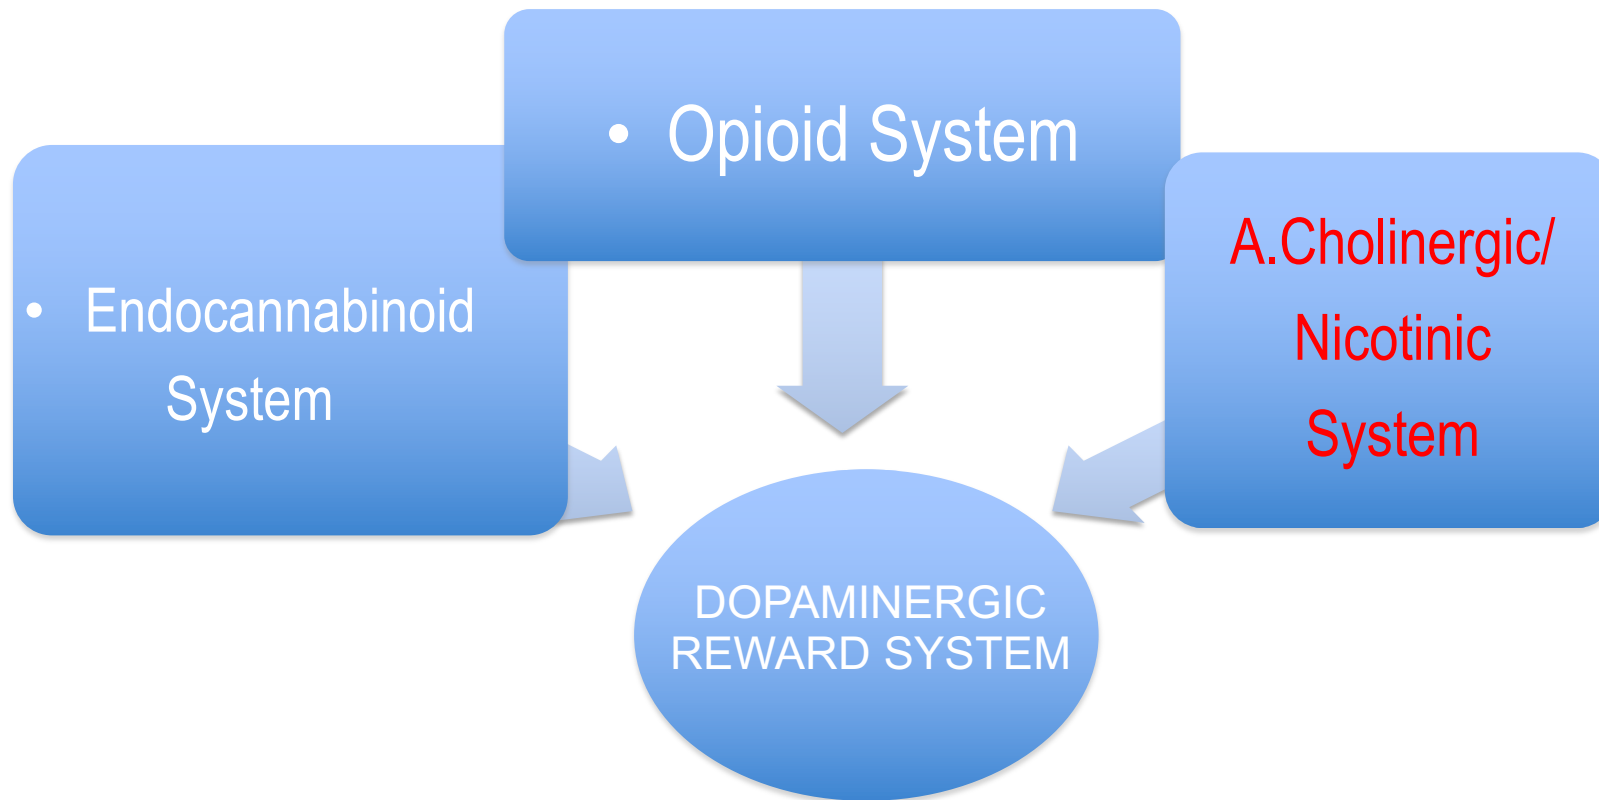 • Opioid System
• Endocannabinoid
System
A.Cholinergic/
Nicotinic
System
DOPAMINERGIC
REWARD SYSTEM